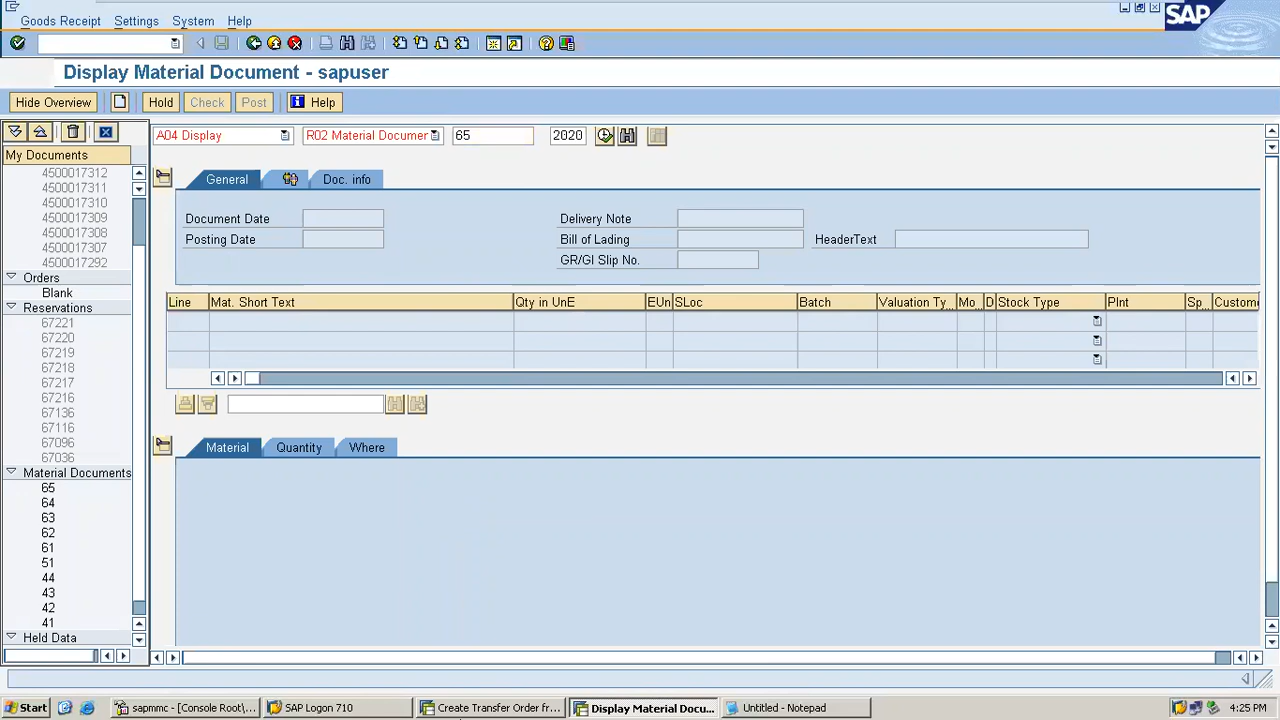 Goods Receipt Settings System Help
SAP
Display Material Document - sapuser
Hide Overview Hold Check Post Help
A04 Display R02 Material Documer 65 2020
My Documents
4500017312
4500017311
4500017310
4500017309
4500017308
4500017307
4500017292
Orders
Blank
Reservations
67221
67220
67219
67218
67217
67216
67136
67116
67096
67036
Material Documents
65
64
63
62
61
51
44
43
42
41
Held Data
General Doc. info
Document Date Delivery Note
Posting Date Bill of Lading HeaderText
GR/GI Slip No.
Line Mat. Short Text Qty in UnE EUn SLoc Batch Valuation Ty... Mo... D Stock Type Plnt Sp... Custome
Material Quantity Where
Start sapmmc - [Console Root\... SAP Logon 710 Create Transfer Order fr... Display Material Docu... Untitled - Notepad 4:25 PM